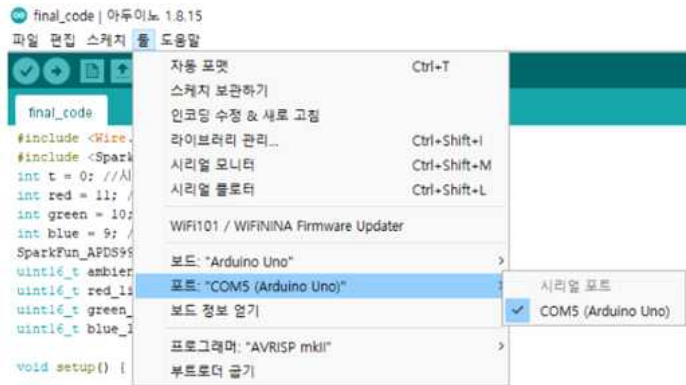 final_code | 아두이노 1.8.15
파일 편집 스케치 툴 도움말
자동 포맷 Ctrl+T
스케치 보관하기
인코딩 수정 & 새로 고침
라이브러리 관리... Ctrl+Shift+I
시리얼 모니터 Ctrl+Shift+M
시리얼 플로터 Ctrl+Shift+L
WiFi101 / WiFiNINA Firmware Updater
보드: "Arduino Uno"
포트: "COM5 (Arduino Uno)"
보드 정보 얻기
프로그래머: "AVRISP mkII"
부트로더 굽기
시리얼 포트
COM5 (Arduino Uno)
final_code
#include <Wire.
#include <Spark
int t = 0; //시
int red = 11; /
int green = 10;
int blue = 9; /
SparkFun_APDS99
uint16_t ambien
uint16_t red_li
uint16_t green_
uint16_t blue_l
void setup() {